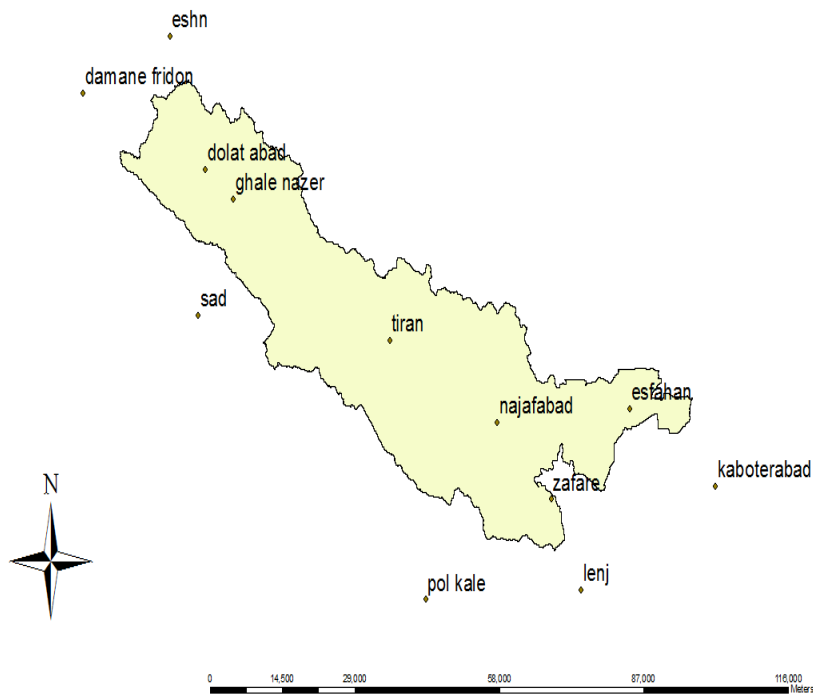 eshn
damane fridon
dolat abad
ghale nazer
sad
tiran
esfahan
najafabad
kaboterabad
zafare
N
lenj
pol kale
0 14,500 29,000 58,000 87,000 116,000
Meters